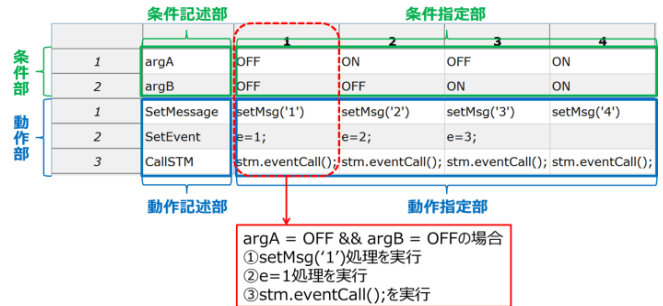 条件記述部 条件指定部
1 2 3 4
条件部
1 argA OFF ON OFF ON
2 argB OFF OFF ON ON
動作部
1 SetMessage setMsg('1') setMsg('2') setMsg('3') setMsg('4')
2 SetEvent e=1; e=2; e=3;
3 CallSTM stm.eventCall(); stm.eventCall(); stm.eventCall(); stm.eventCall();
動作記述部 動作指定部
argA = OFF && argB = OFFの場合
①setMsg('1')処理を実行
②e=1処理を実行
③stm.eventCall();を実行